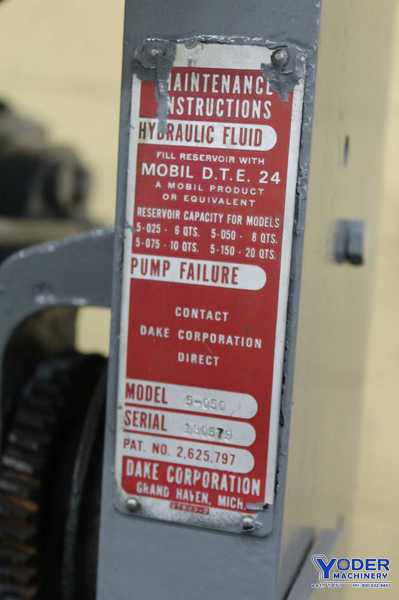 MAINTENANCE
INSTRUCTIONS
HYDRAULIC FLUID
FILL RESERVOIR WITH
MOBIL D.T.E. 24
A MOBIL PRODUCT
OR EQUIVALENT
RESERVOIR CAPACITY FOR MODELS
5-025 - 6 QTS. 5-050 - 8 QTS.
5-075 - 10 QTS. 5-150 - 20 QTS.
PUMP FAILURE
CONTACT
DAKE CORPORATION
DIRECT
MODEL 5-050
SERIAL
PAT. NO. 2,625,797
DAKE CORPORATION
GRAND HAVEN, MICH.
YODER
MACHINERY